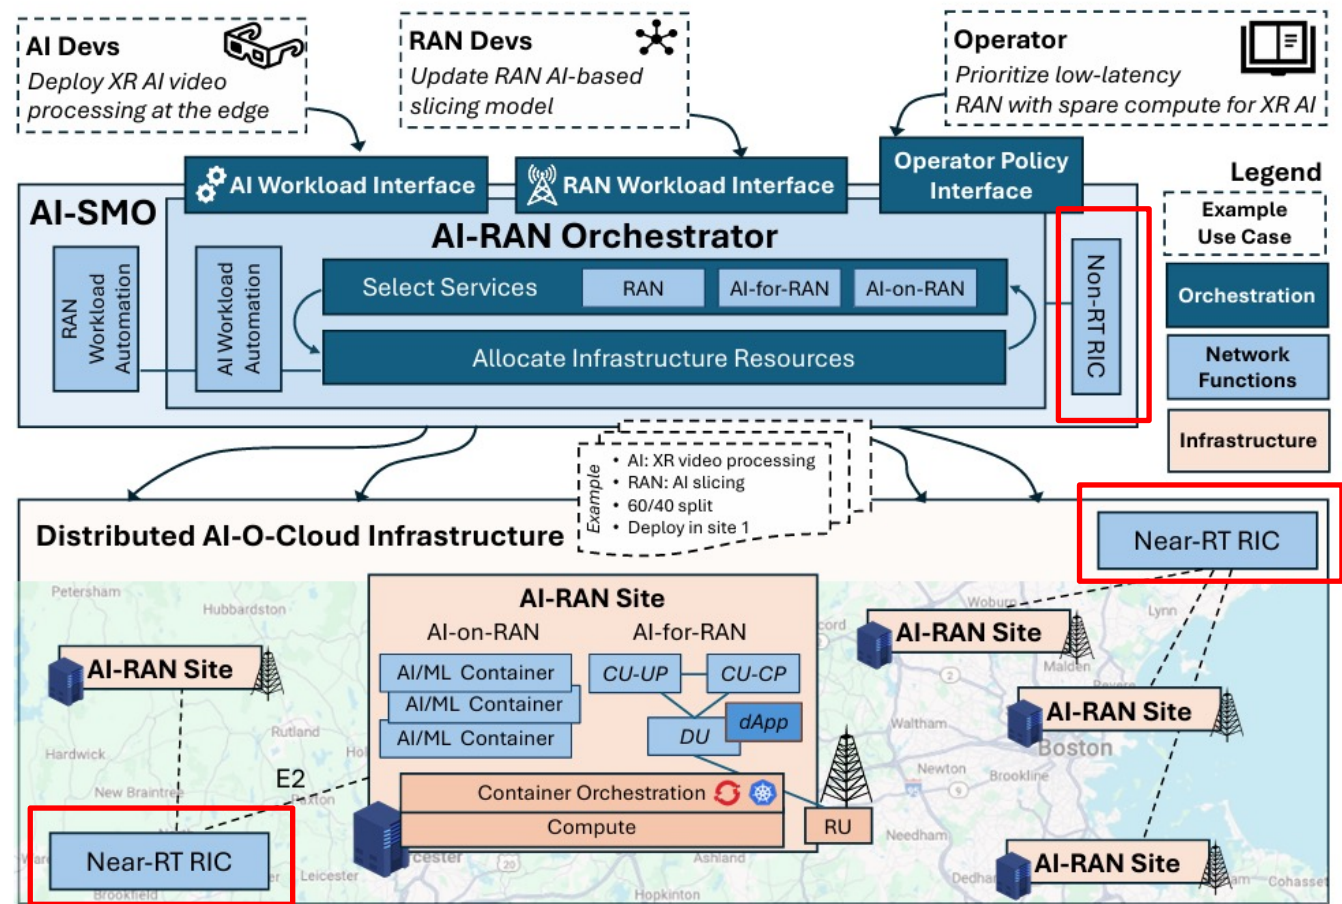 AI Devs
Deploy XR AI video
processing at the edge
RAN Devs
Update RAN AI-based
slicing model
Operator
Prioritize low-latency
RAN with spare compute for XR AI
AI Workload Interface
RAN Workload Interface
Operator Policy
Interface
Legend
Example
Use Case
Orchestration
Network
Functions
Infrastructure
AI-SMO
AI-RAN Orchestrator
RAN
Workload
Automation
AI Workload
Automation
Select Services
RAN
AI-for-RAN
AI-on-RAN
Allocate Infrastructure Resources
Non-RT RIC
Example
• AI: XR video processing
• RAN: AI slicing
• 60/40 split
• Deploy in site 1
Distributed AI-O-Cloud Infrastructure
Near-RT RIC
Petersham
Hubbardston
AI-RAN Site
Rutland
Hardwick
New Braintree
Paxton
E2
Near-RT RIC
Brookfield
Leicester
AI-RAN Site
AI-on-RAN
AI-for-RAN
AI/ML Container
AI/ML Container
AI/ML Container
CU-UP
CU-CP
DU
dApp
Container Orchestration
Compute
RU
cester
20
Ashland
Hopkinton
cord
Woburn
Lynn
AI-RAN Site
Malden
2
AI-RAN Site
Waltham
Boston
Newton
Brookline
9
Needham
AI-RAN Site
Dedha
am
Cohasset